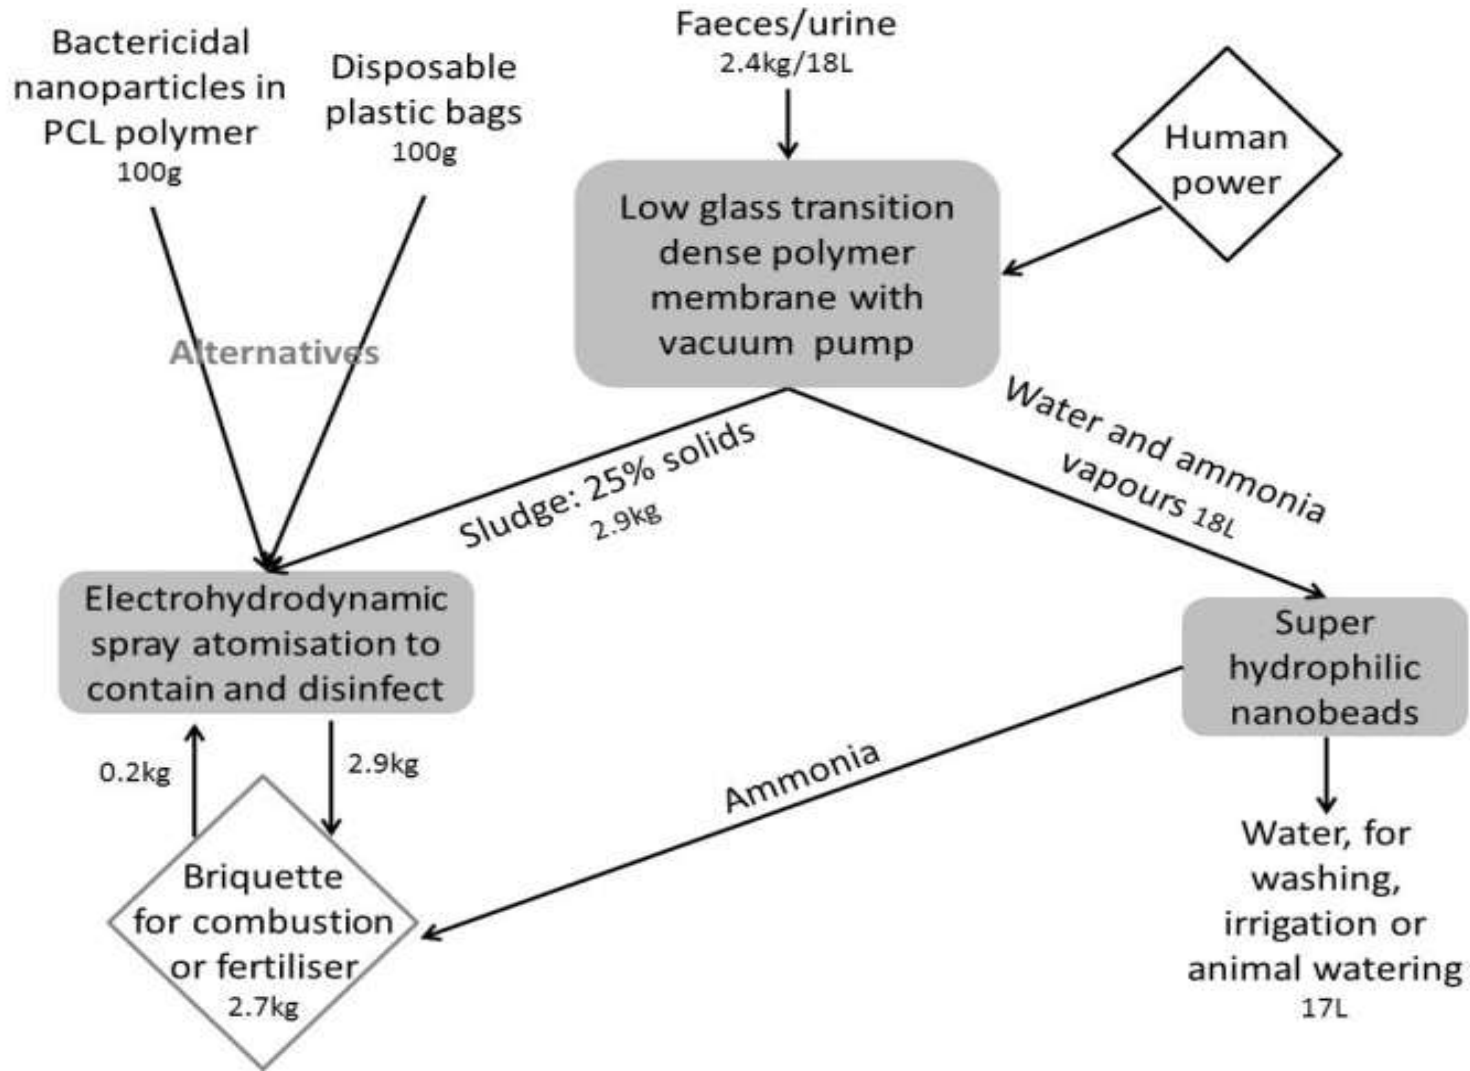 Bactericidal
nanoparticles in
PCL polymer
100g
Disposable
plastic bags
100g
Faeces/urine
2.4kg/18L
Human
power
Low glass transition
dense polymer
membrane with
vacuum pump
Alternatives
Sludge: 25% solids
2.9kg
Water and ammonia
vapours 18L
Electrohydrodynamic
spray atomisation to
contain and disinfect
Super
hydrophilic
nanobeads
0.2kg
2.9kg
Ammonia
Briquette
for combustion
or fertiliser
2.7kg
Water, for
washing,
irrigation or
animal watering
17L